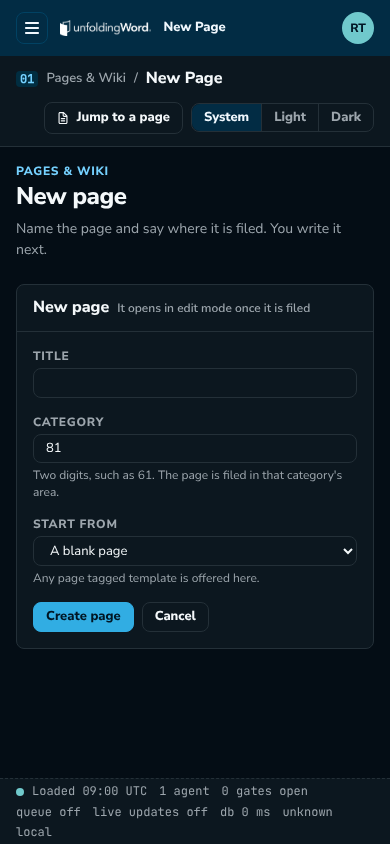 unfoldingWord. New Page RT
01 Pages & Wiki / New Page
Jump to a page System Light Dark
PAGES & WIKI
New page
Name the page and say where it is filed. You write it
next.
New page It opens in edit mode once it is filed
TITLE
CATEGORY
81
Two digits, such as 61. The page is filed in that category's
area.
START FROM
A blank page
Any page tagged template is offered here.
Create page Cancel
Loaded 09:00 UTC 1 agent 0 gates open
queue off live updates off db 0 ms unknown
local